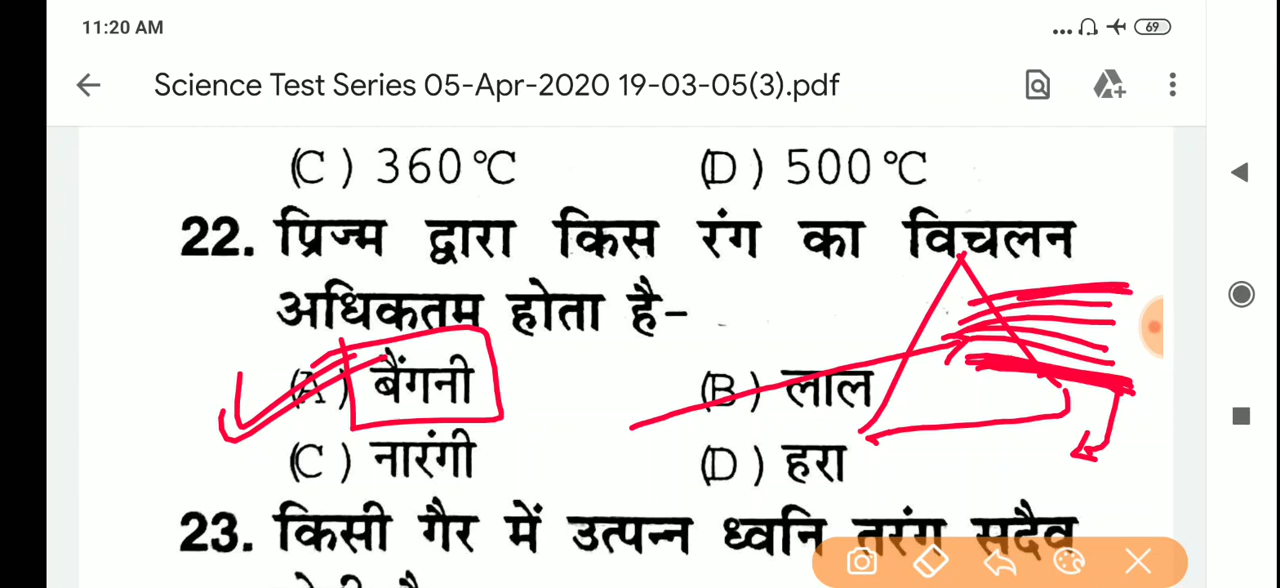 11:20 AM
69
Science Test Series 05-Apr-2020 19-03-05(3).pdf
(C) 360°C (D) 500°C
22. प्रिज्म द्वारा किस रंग का विचलन
अधिकतम होता है-
(A) बैंगनी (B) लाल
(C) नारंगी (D) हरा
23. किसी गैर में उत्पन्न ध्वनि तरंग सदैव